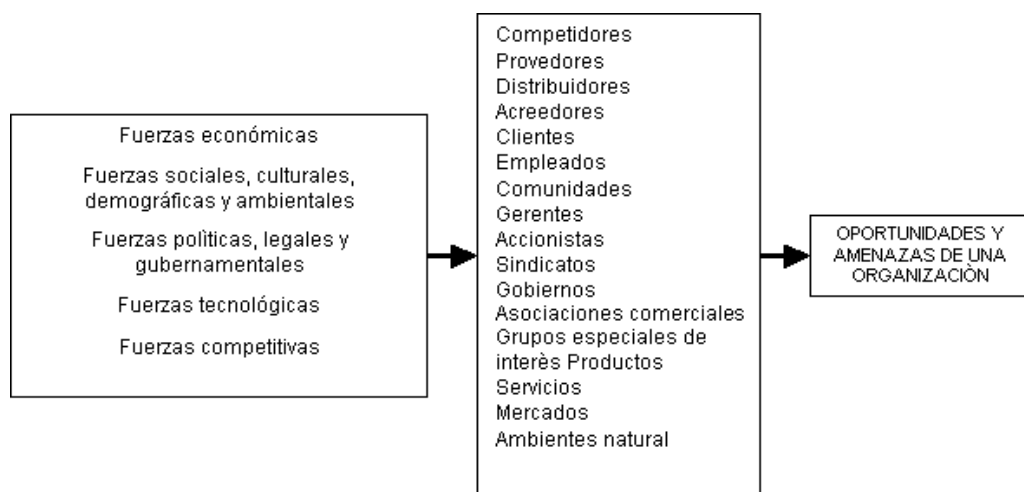 Fuerzas económicas
Fuerzas sociales, culturales,
demográficas y ambientales
Fuerzas polìticas, legales y
gubernamentales
Fuerzas tecnológicas
Fuerzas competitivas
Competidores
Provedores
Distribuidores
Acreedores
Clientes
Empleados
Comunidades
Gerentes
Accionistas
Sindicatos
Gobiernos
Asociaciones comerciales
Grupos especiales de
interès Productos
Servicios
Mercados
Ambientes natural
OPORTUNIDADES Y
AMENAZAS DE UNA
ORGANIZACIÒN